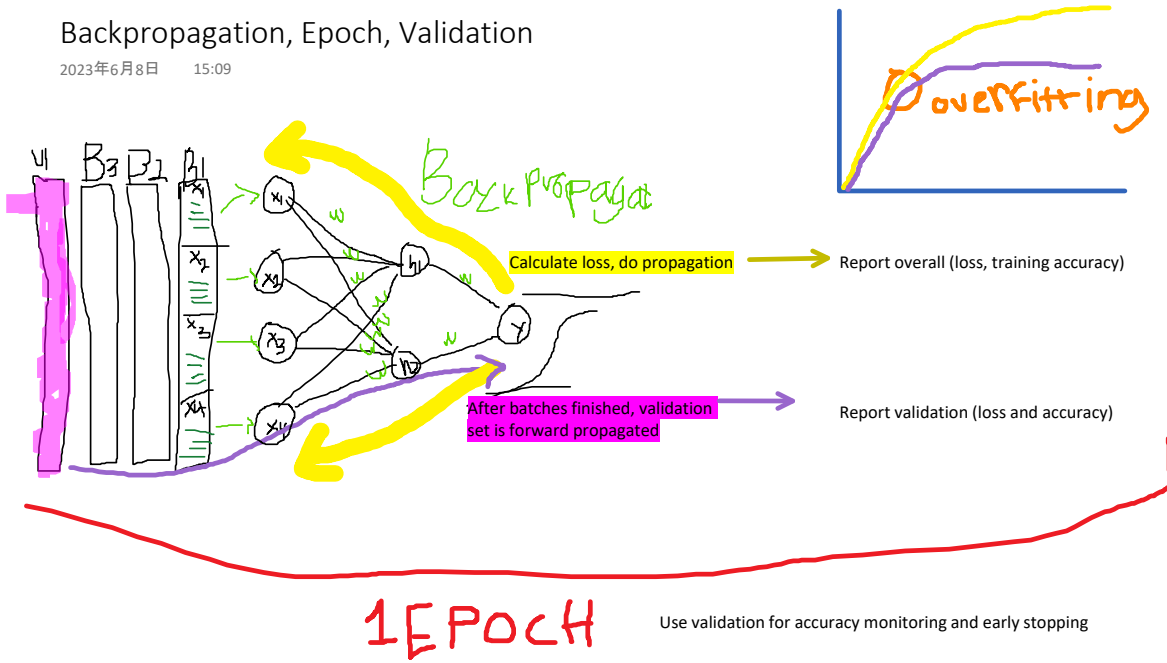 Backpropagation, Epoch, Validation
2023年6月8日 15:09
overfitting
B3 B2 B1
Backpropagat
x1
x2
x3
x4
x1
x2
x3
x4
h1
h2
Y
w
w
w
w
w
w
w
w
w
w
Calculate loss, do propagation
Report overall (loss, training accuracy)
After batches finished, validation
set is forward propagated
Report validation (loss and accuracy)
1 EPOCH
Use validation for accuracy monitoring and early stopping